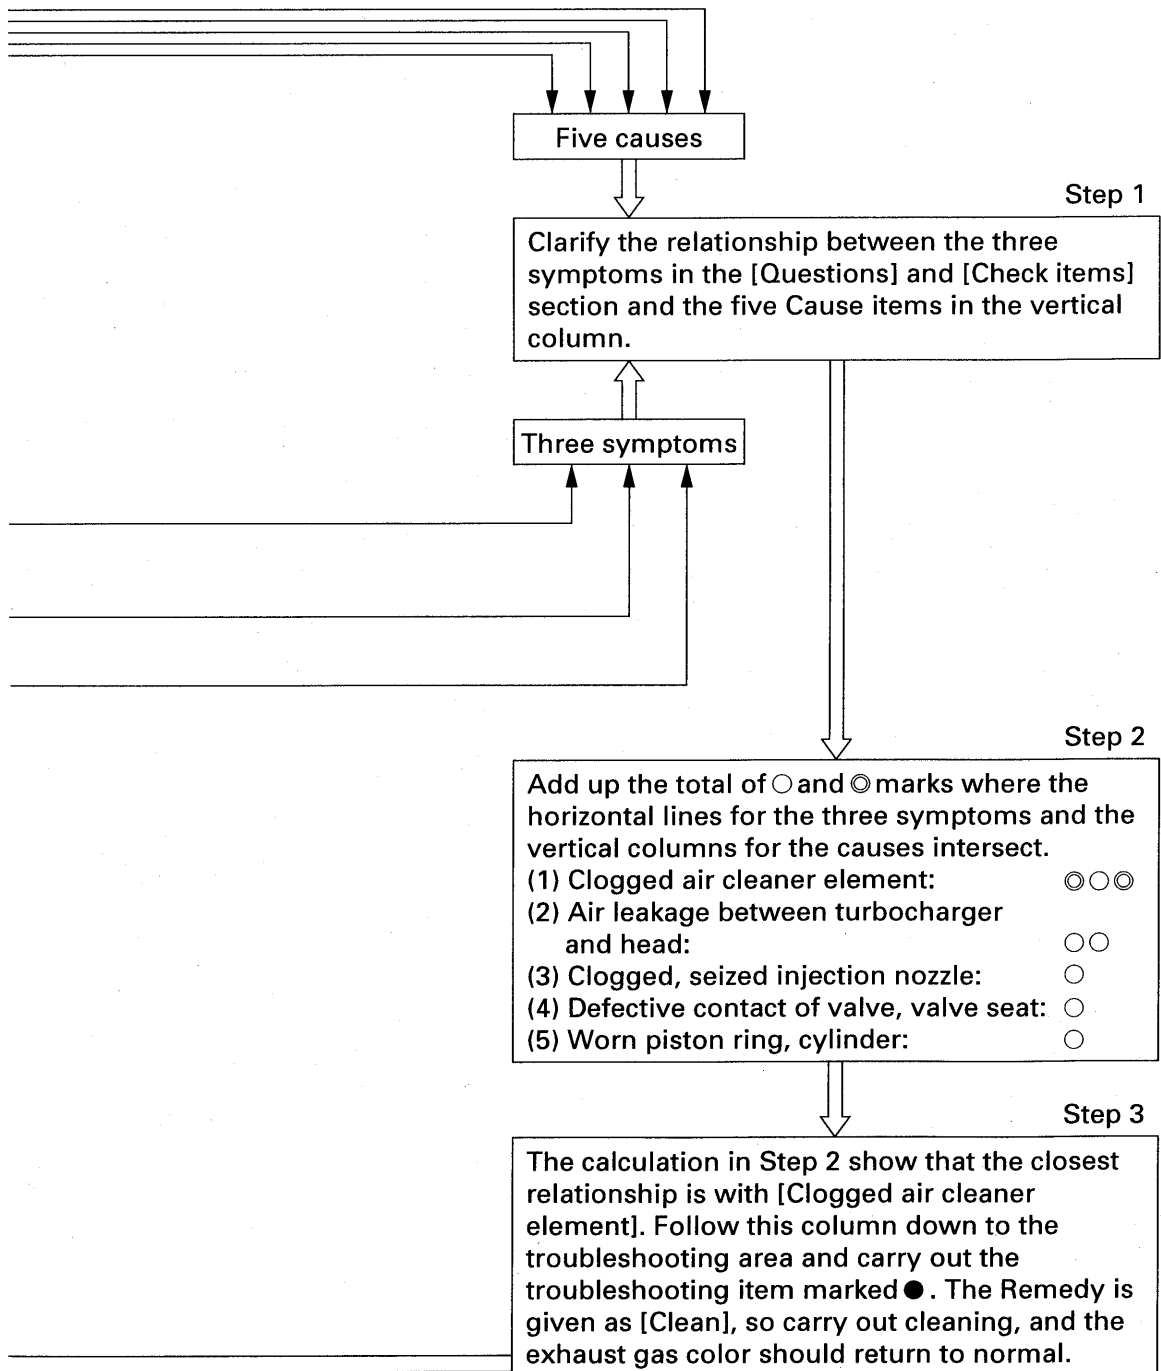 Five causes
Step 1
Clarify the relationship between the three
symptoms in the [Questions] and [Check items]
section and the five Cause items in the vertical
column.
Three symptoms
Step 2
Add up the total of ○ and ◎ marks where the
horizontal lines for the three symptoms and the
vertical columns for the causes intersect.
(1) Clogged air cleaner element: ◎○◎
(2) Air leakage between turbocharger
and head: ○○
(3) Clogged, seized injection nozzle: ○
(4) Defective contact of valve, valve seat: ○
(5) Worn piston ring, cylinder: ○
Step 3
The calculation in Step 2 show that the closest
relationship is with [Clogged air cleaner
element]. Follow this column down to the
troubleshooting area and carry out the
troubleshooting item marked ●. The Remedy is
given as [Clean], so carry out cleaning, and the
exhaust gas color should return to normal.